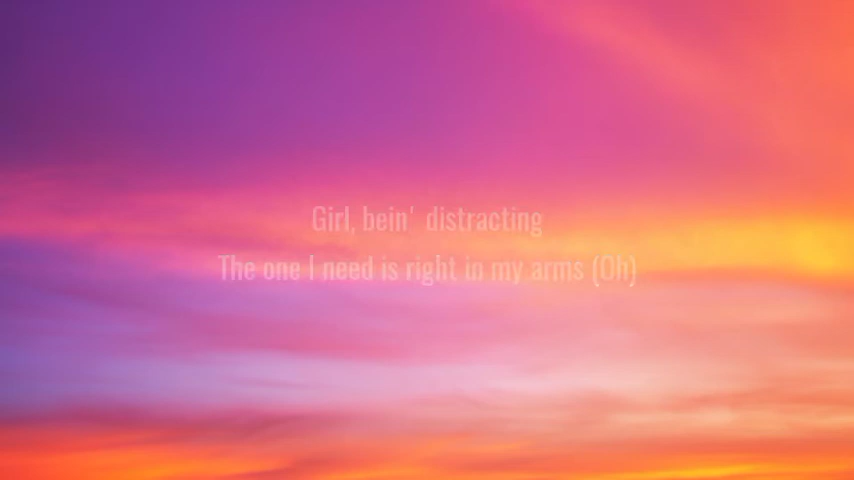 Girl, bein' distracting
The one I need is right in my arms (Oh)